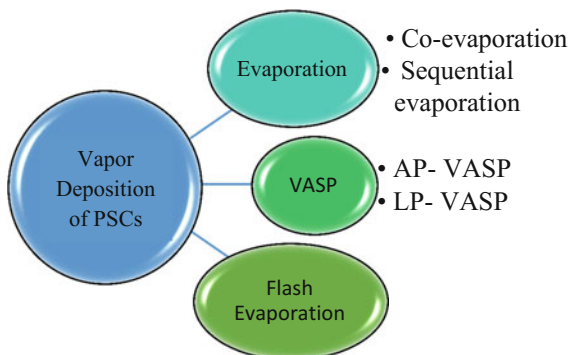 Vapor
Deposition
of PSCs
Evaporation
• Co-evaporation
• Sequential
evaporation
VASP
• AP- VASP
• LP- VASP
Flash
Evaporation